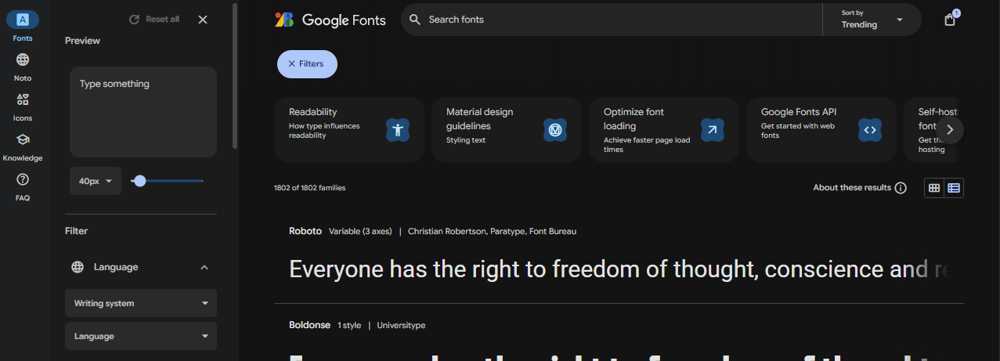 Fonts
Noto
Icons
Knowledge
FAQ
Reset all
Preview
Type something
40px
Filter
Language
Writing system
Language
Google Fonts
Search fonts
Sort by
Trending
1
Filters
Readability
How type influences
readability
Material design
guidelines
Styling text
Optimize font
loading
Achieve faster page load
times
Google Fonts API
Get started with web
fonts
Self-host
font
Get th
hosting
1802 of 1802 families
About these results
Roboto Variable (3 axes) | Christian Robertson, Paratype, Font Bureau
Everyone has the right to freedom of thought, conscience and re
Boldonse 1 style | Universitype